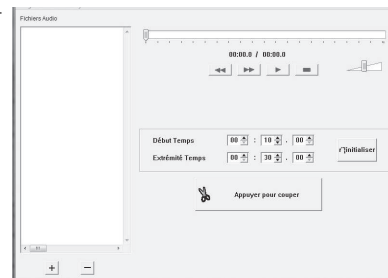 Fichiers Audio
00:00.0 / 00:00.0
Début Temps 00 : 10 . 00
Extrémité Temps 00 : 30 . 00
r'ĵinitialiser
Appuyer pour couper